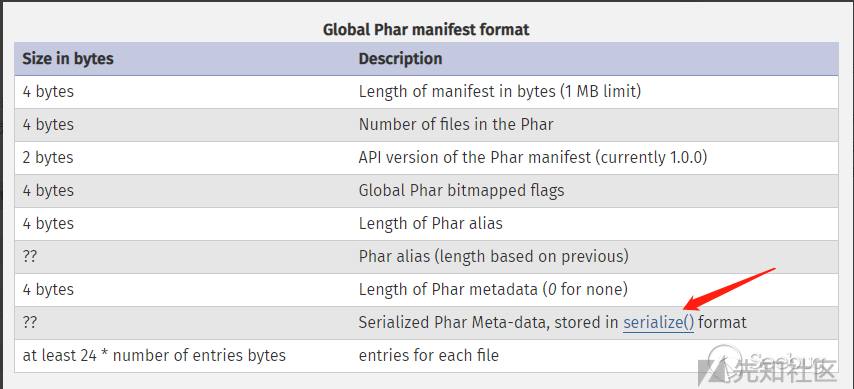 Global Phar manifest format
Size in bytes Description
4 bytes Length of manifest in bytes (1 MB limit)
4 bytes Number of files in the Phar
2 bytes API version of the Phar manifest (currently 1.0.0)
4 bytes Global Phar bitmapped flags
4 bytes Length of Phar alias
?? Phar alias (length based on previous)
4 bytes Length of Phar metadata (0 for none)
?? Serialized Phar Meta-data, stored in serialize() format
at least 24 * number of entries bytes entries for each file
先知社区